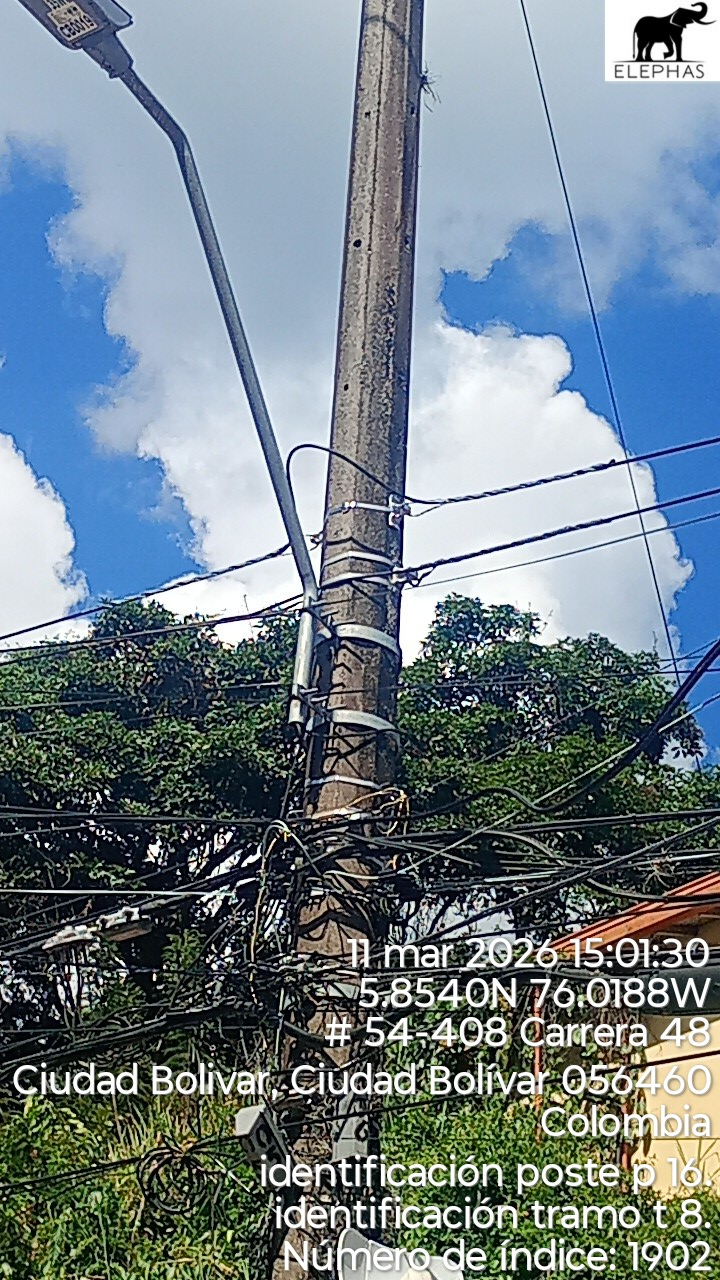 ELEPHAS
11 mar 2026 15:01:30
5.8540N 76.0188W
# 54-408 Carrera 48
Ciudad Bolivar, Ciudad Bolívar 056460
Colombia
identificación poste p 16.
identificación tramo t 8.
Número de índice: 1902